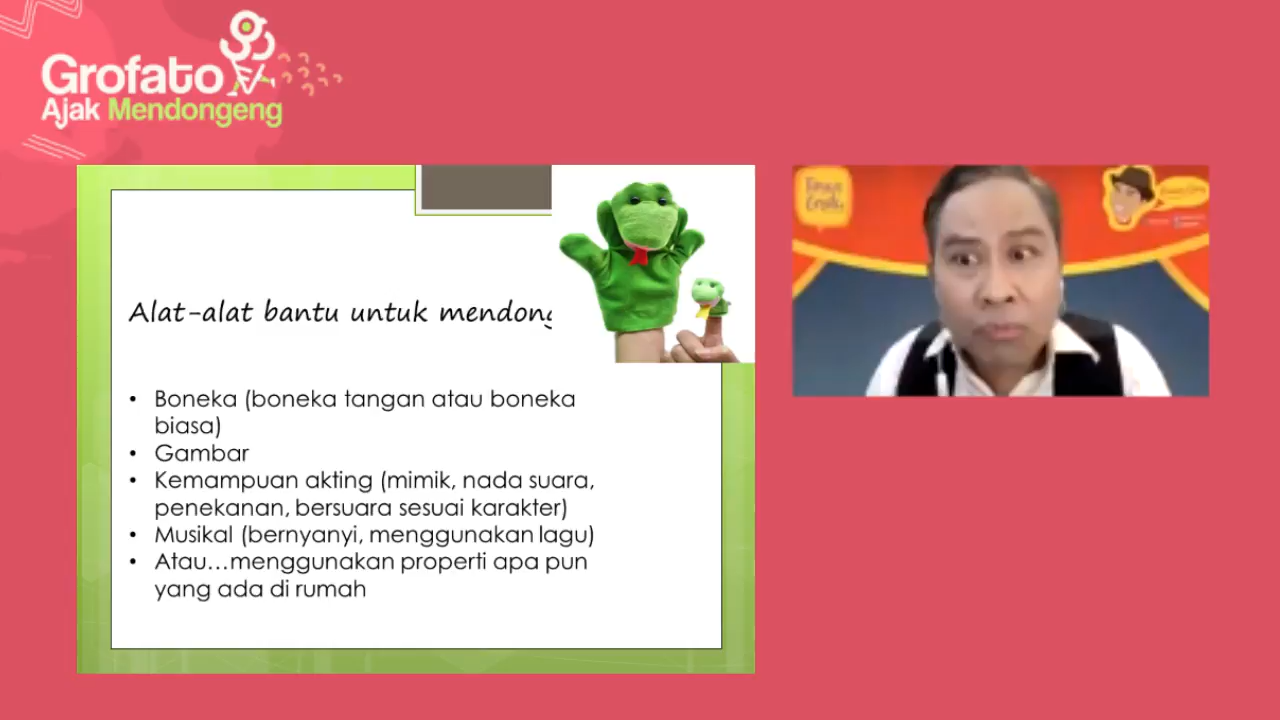 Grofato
Ajak Mendongeng
Alat-alat bantu untuk mendong
• Boneka (boneka tangan atau boneka
biasa)
• Gambar
• Kemampuan akting (mimik, nada suara,
penekanan, bersuara sesuai karakter)
• Musikal (bernyanyi, menggunakan lagu)
• Atau...menggunakan properti apa pun
yang ada di rumah